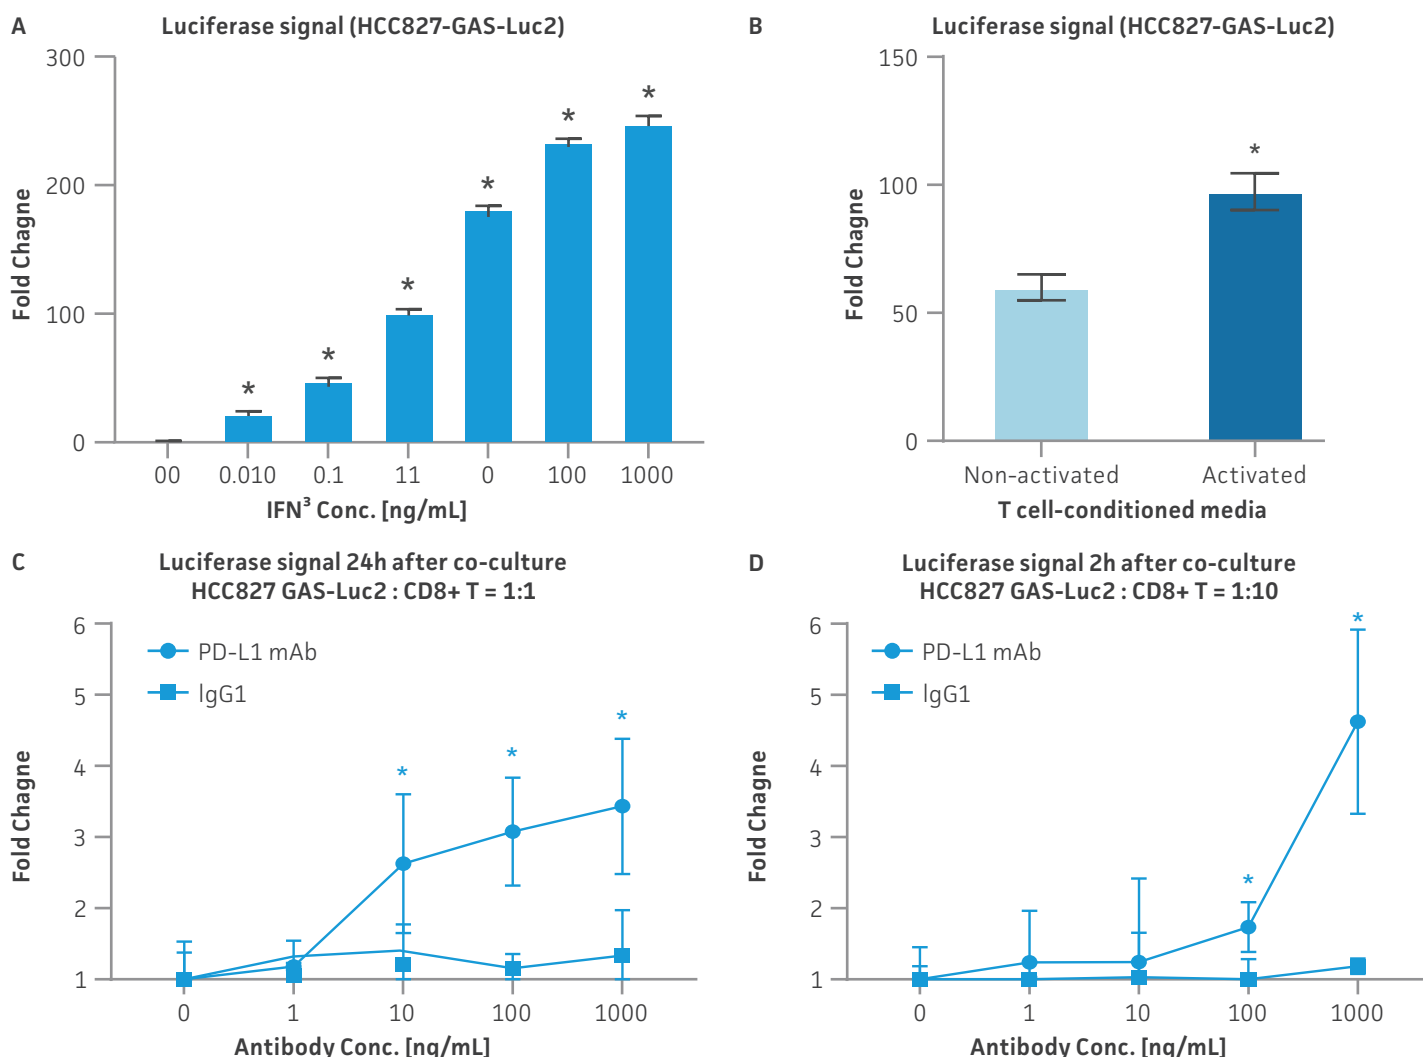 A
Luciferase signal (HCC827-GAS-Luc2)
Fold Chagne
300
200
100
0
*
*
*
*
*
*
00
0.010
0.1
11
0
100
1000
IFN³ Conc. [ng/mL]
B
Luciferase signal (HCC827-GAS-Luc2)
Fold Chagne
150
100
50
0
*
Non-activated
Activated
T cell-conditioned media
C
Luciferase signal 24h after co-culture
HCC827 GAS-Luc2 : CD8+ T = 1:1
Fold Chagne
6
5
4
3
2
1
PD-L1 mAb
IgG1
*
*
*
0
1
10
100
1000
Antibody Conc. [ng/mL]
D
Luciferase signal 2h after co-culture
HCC827 GAS-Luc2 : CD8+ T = 1:10
Fold Chagne
6
5
4
3
2
1
PD-L1 mAb
IgG1
*
*
0
1
10
100
1000
Antibody Conc. [ng/mL]